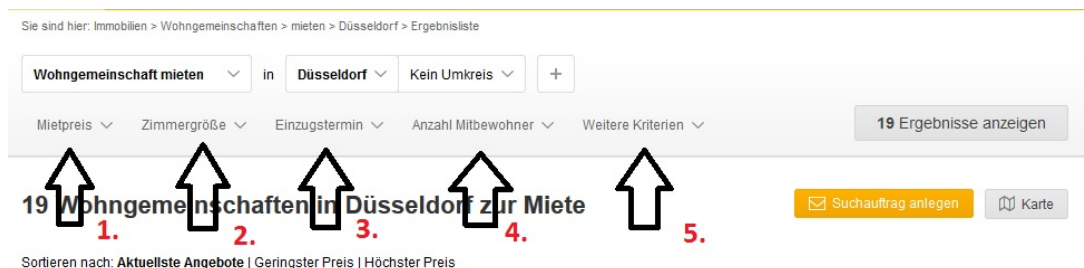 Sie sind hier: Immobilien > Wohngemeinschaften > mieten > Düsseldorf > Ergebnisliste
Wohngemeinschaft mieten in Düsseldorf Kein Umkreis +
Mietpreis Zimmergröße Einzugstermin Anzahl Mitbewohner Weitere Kriterien 19 Ergebnisse anzeigen
19 Wohngemeinschaften in Düsseldorf zur Miete Suchauftrag anlegen Karte
1. 2. 3. 4. 5.
Sortieren nach: Aktuellste Angebote | Geringster Preis | Höchster Preis